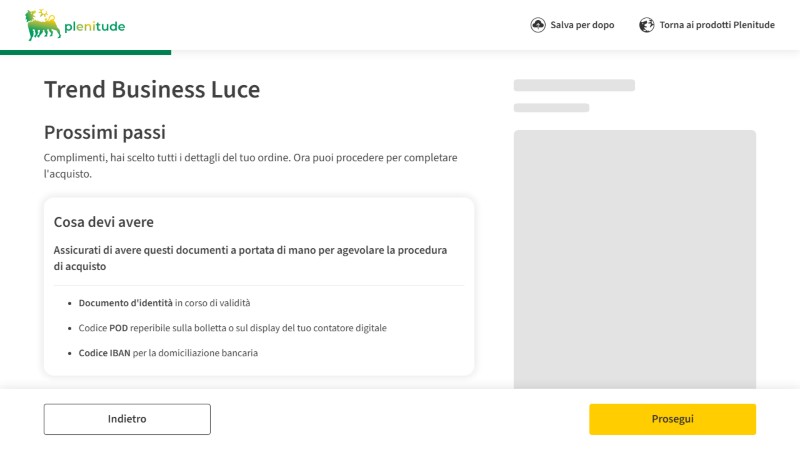 plenitude
Salva per dopo
Torna ai prodotti Plenitude
Trend Business Luce
Prossimi passi
Complimenti, hai scelto tutti i dettagli del tuo ordine. Ora puoi procedere per completare
l'acquisto.
Cosa devi avere
Assicurati di avere questi documenti a portata di mano per agevolare la procedura
di acquisto
• Documento d'identità in corso di validità
• Codice POD reperibile sulla bolletta o sul display del tuo contatore digitale
• Codice IBAN per la domiciliazione bancaria
Indietro
Prosegui